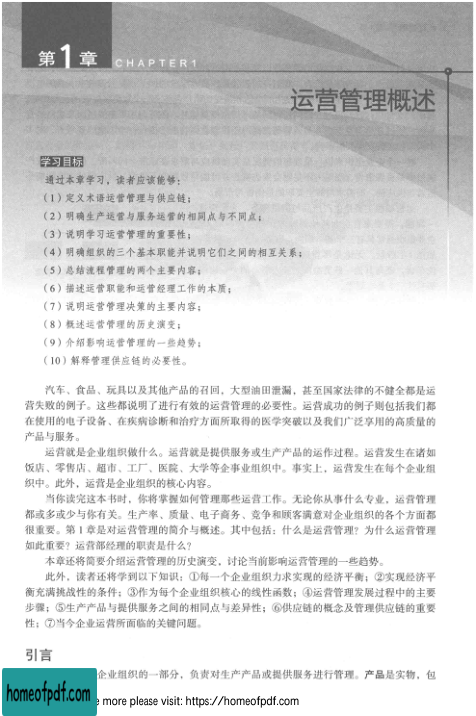 第1章 CHAPTER1
运营管理概述
学习目标
通过本章学习，读者应该能够：
（1）定义术语运营管理与供应链；
（2）明确生产运营与服务运营的相同点与不同点；
（3）说明学习运营管理的重要性；
（4）明确组织的三个基本职能并说明它们之间的相互关系；
（5）总结流程管理的两个主要内容；
（6）描述运营职能和运营经理工作的本质；
（7）说明运营管理决策的主要内容；
（8）概述运营管理的历史演变；
（9）介绍影响运营管理的一些趋势；
（10）解释管理供应链的必要性。
汽车、食品、玩具以及其他产品的召回，大型油田泄漏，甚至国家法律的不健全都是运
营失败的例子。这些都说明了进行有效的运营管理的必要性。运营成功的例子则包括我们都
在使用的电子设备、在疾病诊断和治疗方面所取得的医学突破以及我们广泛享用的高质量的
产品与服务。
运营就是企业组织做什么。运营就是提供服务或生产产品的运作过程。运营发生在诸如
饭店、零售店、超市、工厂、医院、大学等企事业组织中。事实上，运营发生在每个企业组
织中。此外，运营是企业组织的核心内容。
当你读完这本书时，你将掌握如何管理那些运营工作。无论你从事什么专业，运营管理
都或多或少与你有关。生产率、质量、电子商务、竞争和顾客满意对企业组织的各个方面都
很重要。第1章是对运营管理的简介与概述。其中包括：什么是运营管理？为什么运营管理
如此重要？运营部经理的职责是什么？
本章还将简要介绍运营管理的历史演变，讨论当前影响运营管理的一些趋势。
此外，读者还将学到以下知识：①每一个企业组织力求实现的经济平衡；②实现经济平
衡充满挑战性的条件；③作为每个企业组织核心的线性函数；④运营管理发展过程中的主要
步骤；⑤生产产品与提供服务之间的相同点与差异性；⑥供应链的概念及管理供应链的重要
性；⑦当今企业运营所面临的关键问题。
引言
企业组织的一部分，负责对生产产品或提供服务进行管理。产品是实物，包
homeofpdf.com
e more please visit: https://homeofpdf.com